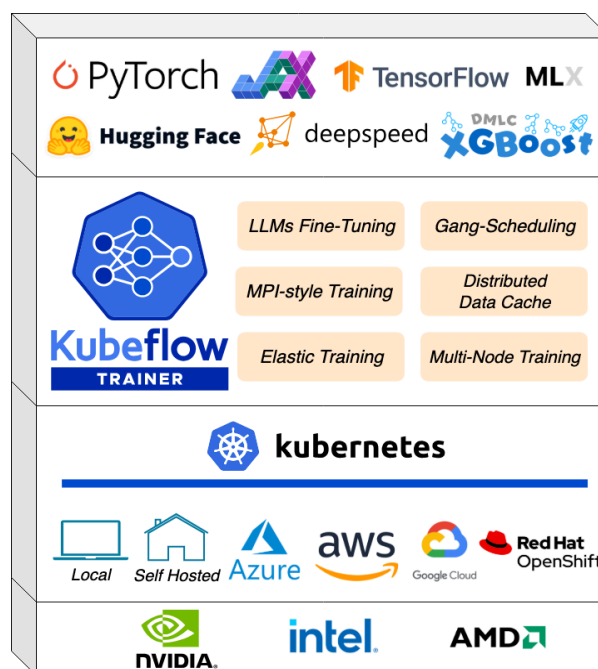 PyTorch JAX TensorFlow MLX
Hugging Face deepspeed DMLC XGBoost
LLMs Fine-Tuning Gang-Scheduling
MPI-style Training Distributed
Data Cache
Kubeflow
TRAINER
Elastic Training Multi-Node Training
kubernetes
Local Self Hosted Azure aws Google Cloud Red Hat
OpenShift
NVIDIA. intel. AMD